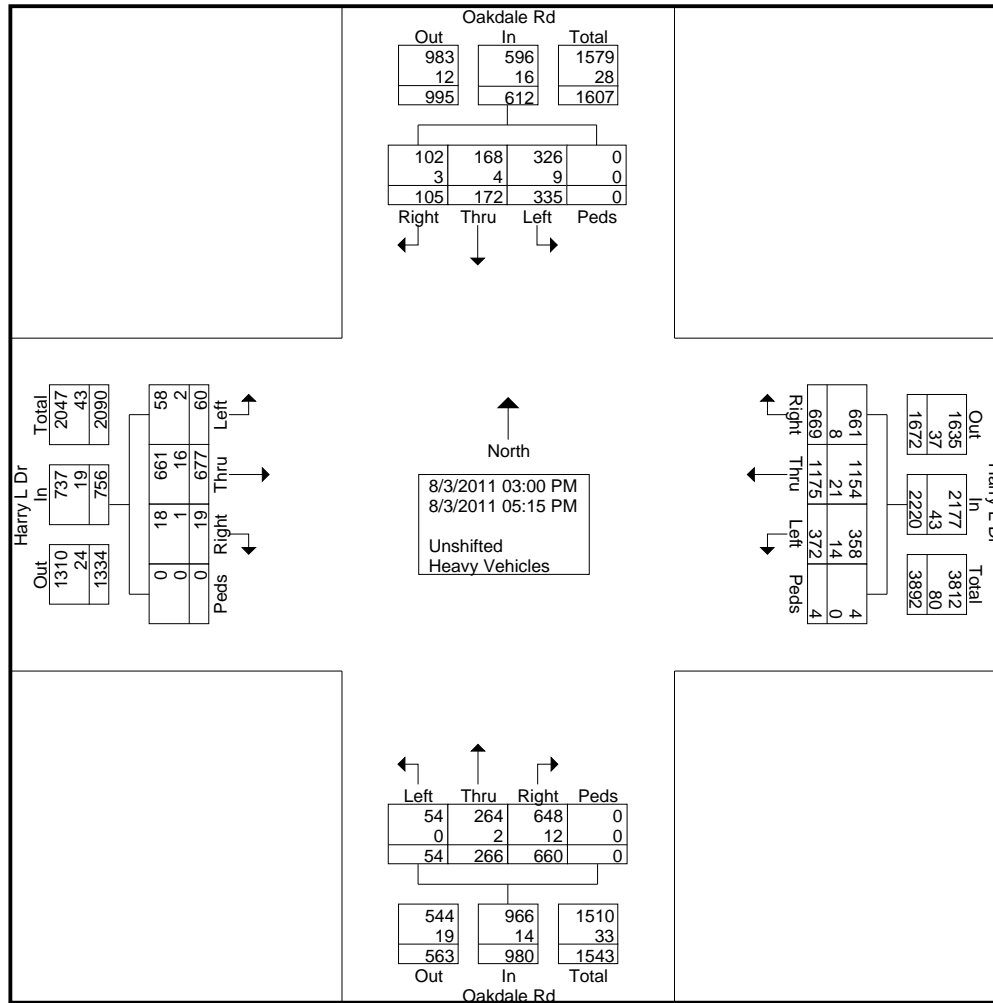 Oakdale Rd
Out In Total
983 596 1579
12 16 28
995 612 1607
102 168 326 0
3 4 9 0
105 172 335 0
Right Thru Left Peds
Harry L Dr
Total In Out
2047 737 1310
43 19 24
2090 756 1334
58 661 18 0
2 16 1 0
60 677 19 0
Left Thru Right Peds
North
8/3/2011 03:00 PM
8/3/2011 05:15 PM
Unshifted
Heavy Vehicles
Harry L Dr
Out In Total
1635 2177 3812
37 43 80
1672 2220 3892
661 1154 358 4
8 21 14 0
669 1175 372 4
Right Thru Left Peds
Left Thru Right Peds
54 264 648 0
0 2 12 0
54 266 660 0
544 966 1510
19 14 33
563 980 1543
Out In Total
Oakdale Rd